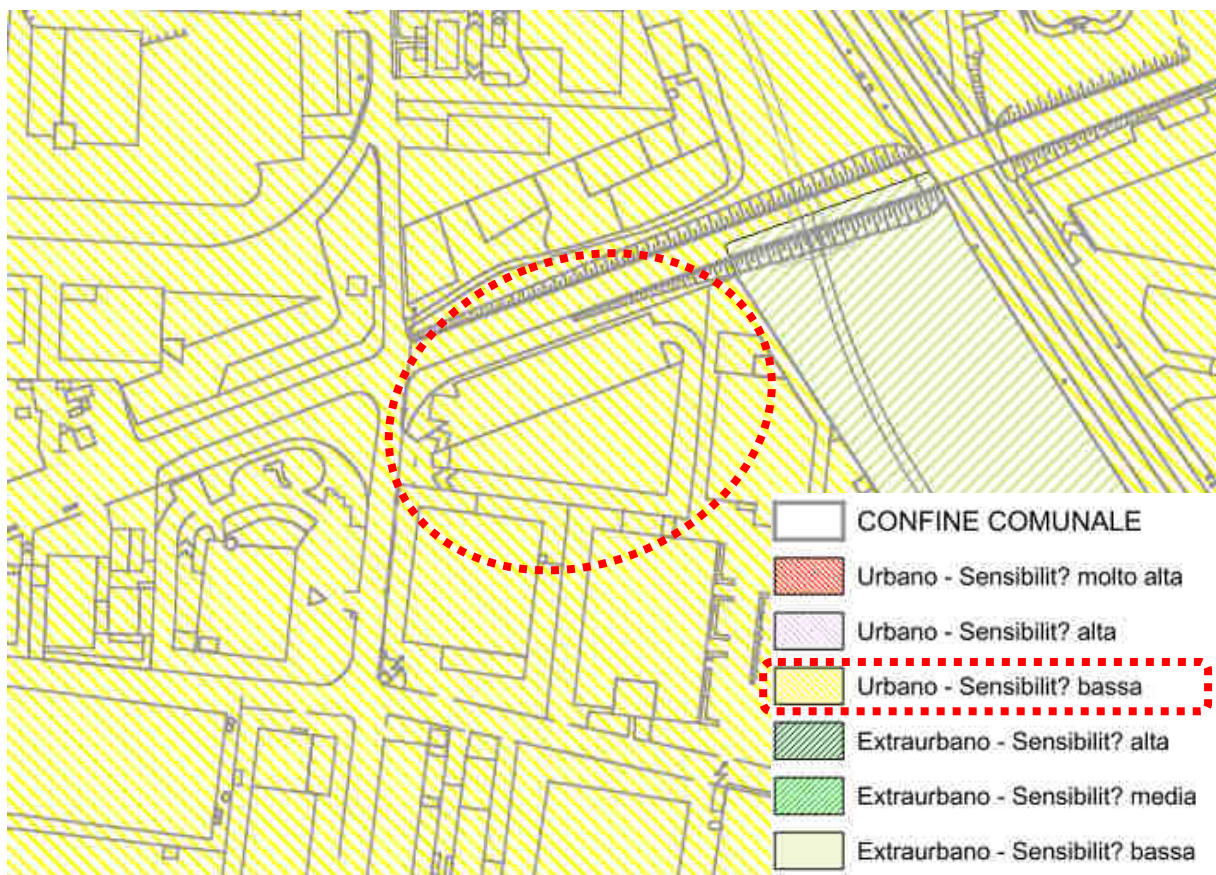 CONFINE COMUNALE
Urbano - Sensibilit? molto alta
Urbano - Sensibilit? alta
Urbano - Sensibilit? bassa
Extraurbano - Sensibilit? alta
Extraurbano - Sensibilit? media
Extraurbano - Sensibilit? bassa